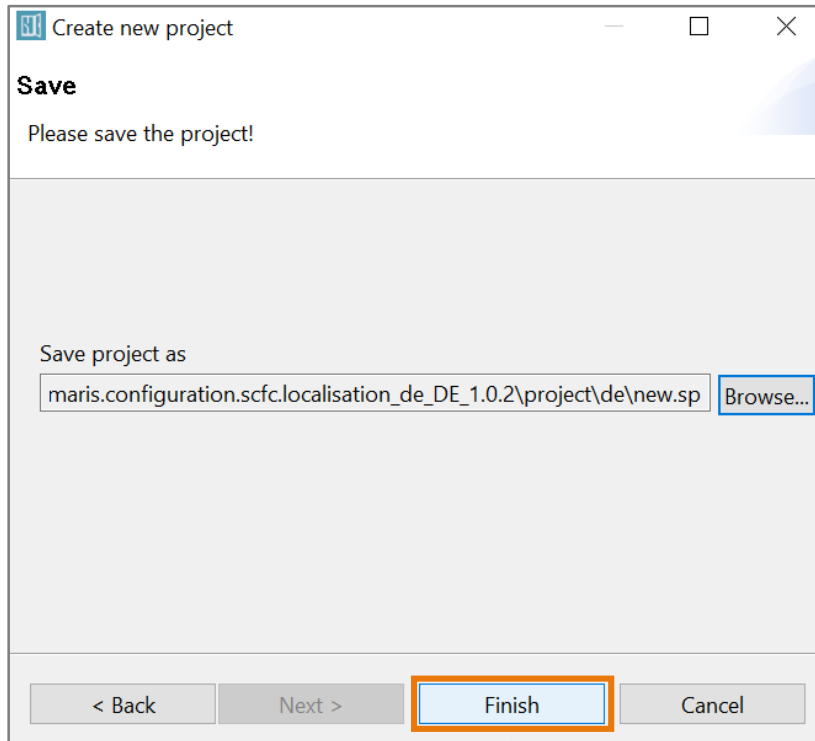 Create new project
Save
Please save the project!
Save project as
maris.configuration.scfc.localisation_de_DE_1.0.2\project\de\new.sp
Browse...
< Back
Next >
Finish
Cancel